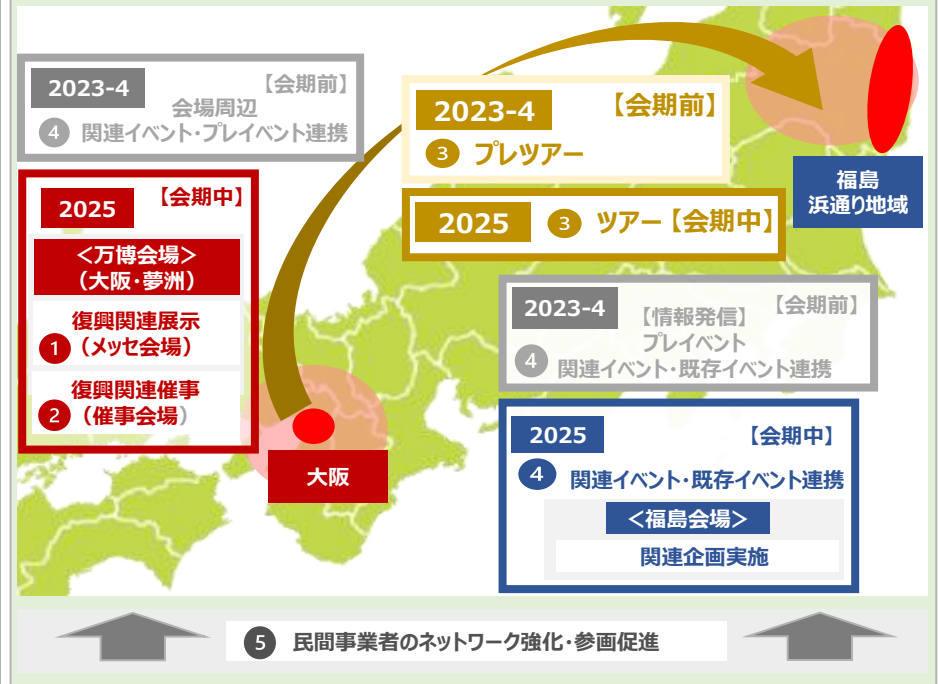 2023-4
【会期前】
会場周辺
4 関連イベント・プレイベント連携
2025
【会期中】
<万博会場>
(大阪・夢洲)
復興関連展示
1 (メッセ会場)
復興関連催事
2 (催事会場)
大阪
2023-4
【会期前】
3 プレツアー
2025 3 ツアー【会期中】
福島
浜通り地域
2023-4
【会期前】
【情報発信】
プレイベント
4 関連イベント・既存イベント連携
2025
【会期中】
4 関連イベント・既存イベント連携
<福島会場>
関連企画実施
5 民間事業者のネットワーク強化・参画促進